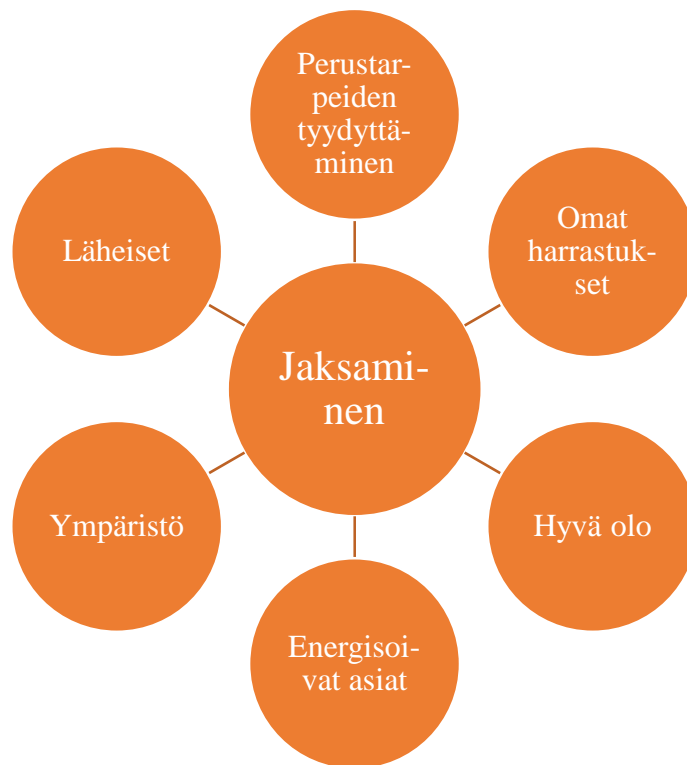 Perustar-
peiden
tyydyttä-
minen
Omat
harrastuk-
set
Läheiset
Jaksami-
nen
Ympäristö
Hyvä olo
Energisoi-
vat asiat